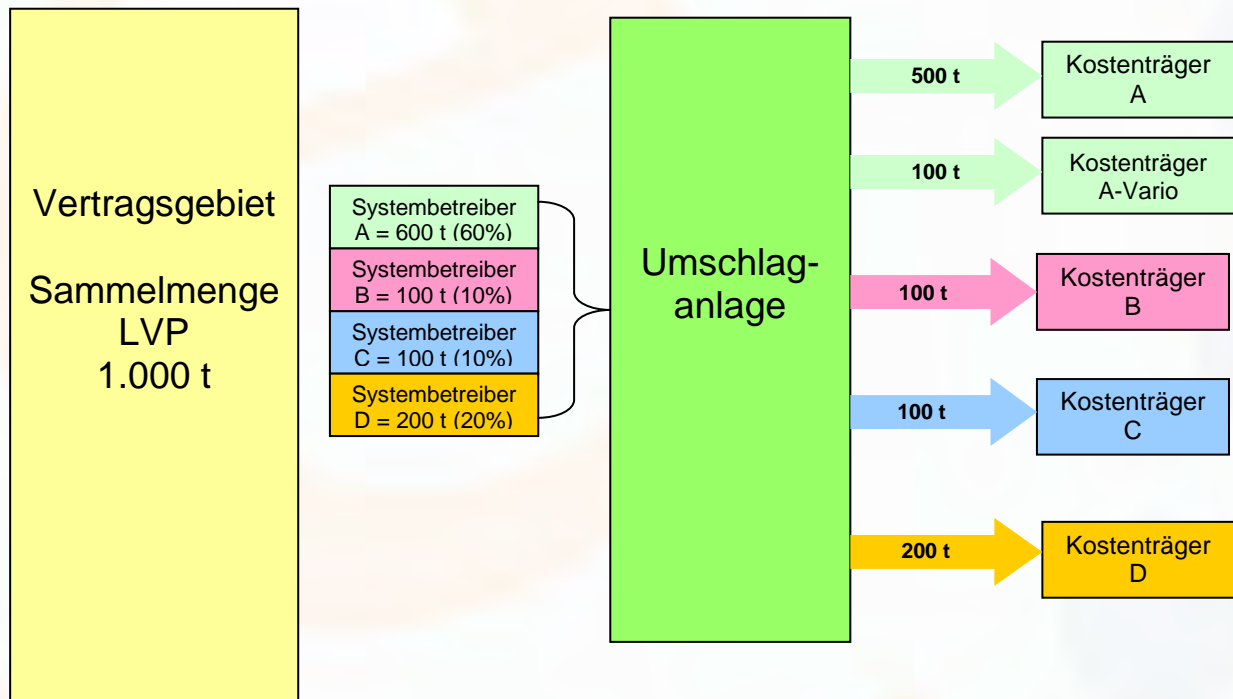 Vertragsgebiet
Sammelmenge
LVP
1.000 t
Systembetreiber
A = 600 t (60%)
Systembetreiber
B = 100 t (10%)
Systembetreiber
C = 100 t (10%)
Systembetreiber
D = 200 t (20%)
Umschlag-
anlage
500 t
Kostenträger
A
100 t
Kostenträger
A-Vario
100 t
Kostenträger
B
100 t
Kostenträger
C
200 t
Kostenträger
D